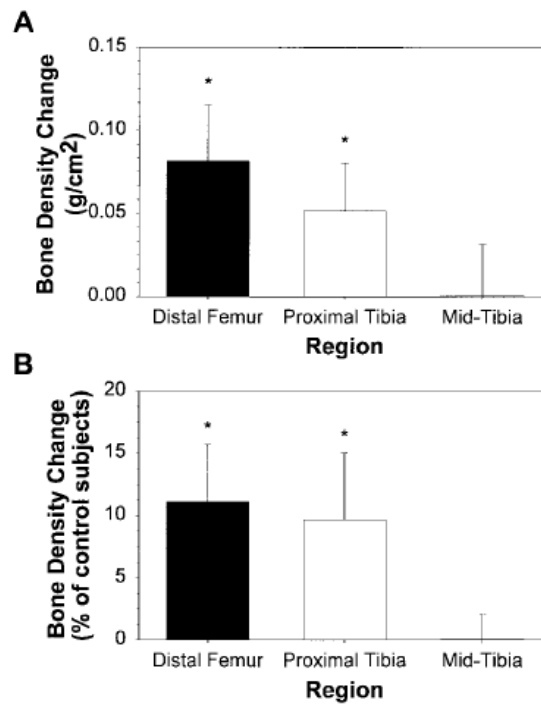 A
Bone Density Change
(g/cm2)
0.15
0.10
0.05
0.00
*
*
Distal Femur Proximal Tibia Mid-Tibia
Region
B
Bone Density Change
(% of control subjects)
20
15
10
5
0
*
*
Distal Femur Proximal Tibia Mid-Tibia
Region